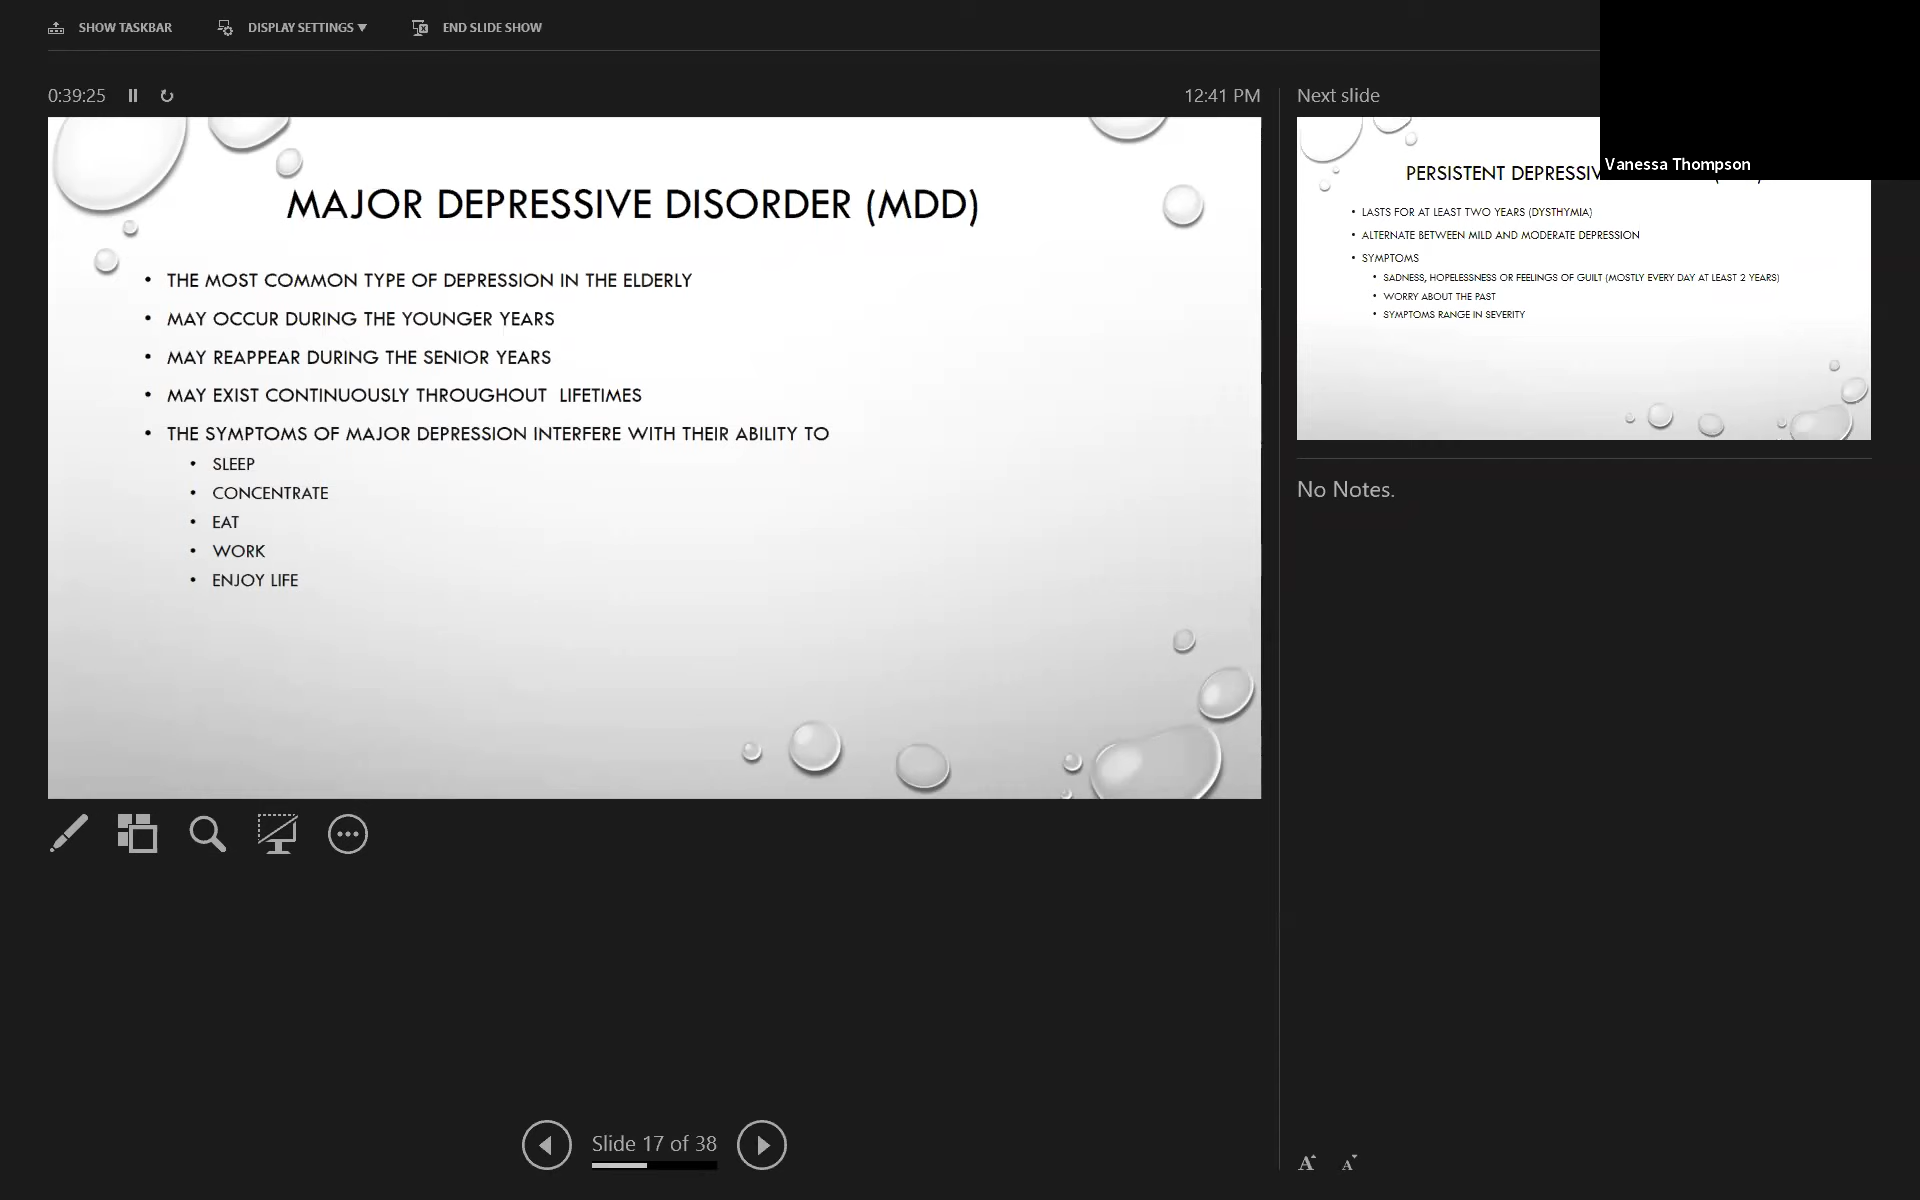 SHOW TASKBAR
DISPLAY SETTINGS
END SLIDE SHOW
0:39:25
12:41 PM
MAJOR DEPRESSIVE DISORDER (MDD)
• THE MOST COMMON TYPE OF DEPRESSION IN THE ELDERLY
• MAY OCCUR DURING THE YOUNGER YEARS
• MAY REAPPEAR DURING THE SENIOR YEARS
• MAY EXIST CONTINUOUSLY THROUGHOUT  LIFETIMES
• THE SYMPTOMS OF MAJOR DEPRESSION INTERFERE WITH THEIR ABILITY TO
• SLEEP
• CONCENTRATE
• EAT
• WORK
• ENJOY LIFE
Slide 17 of 38
Next slide
Vanessa Thompson
PERSISTENT
• LASTS FOR AT LEAST TWO YEARS (DYSTHYMIA)
• ALTERNATE BETWEEN MILD AND MODERATE DEPRESSION
• SYMPTOMS
• SADNESS, HOPELESSNESS OR FEELINGS OF GUILT (MOSTLY EVERY DAY AT LEAST 2 YEARS)
• WORRY ABOUT THE PAST
• SYMPTOMS RANGE IN SEVERITY
No Notes.
A A